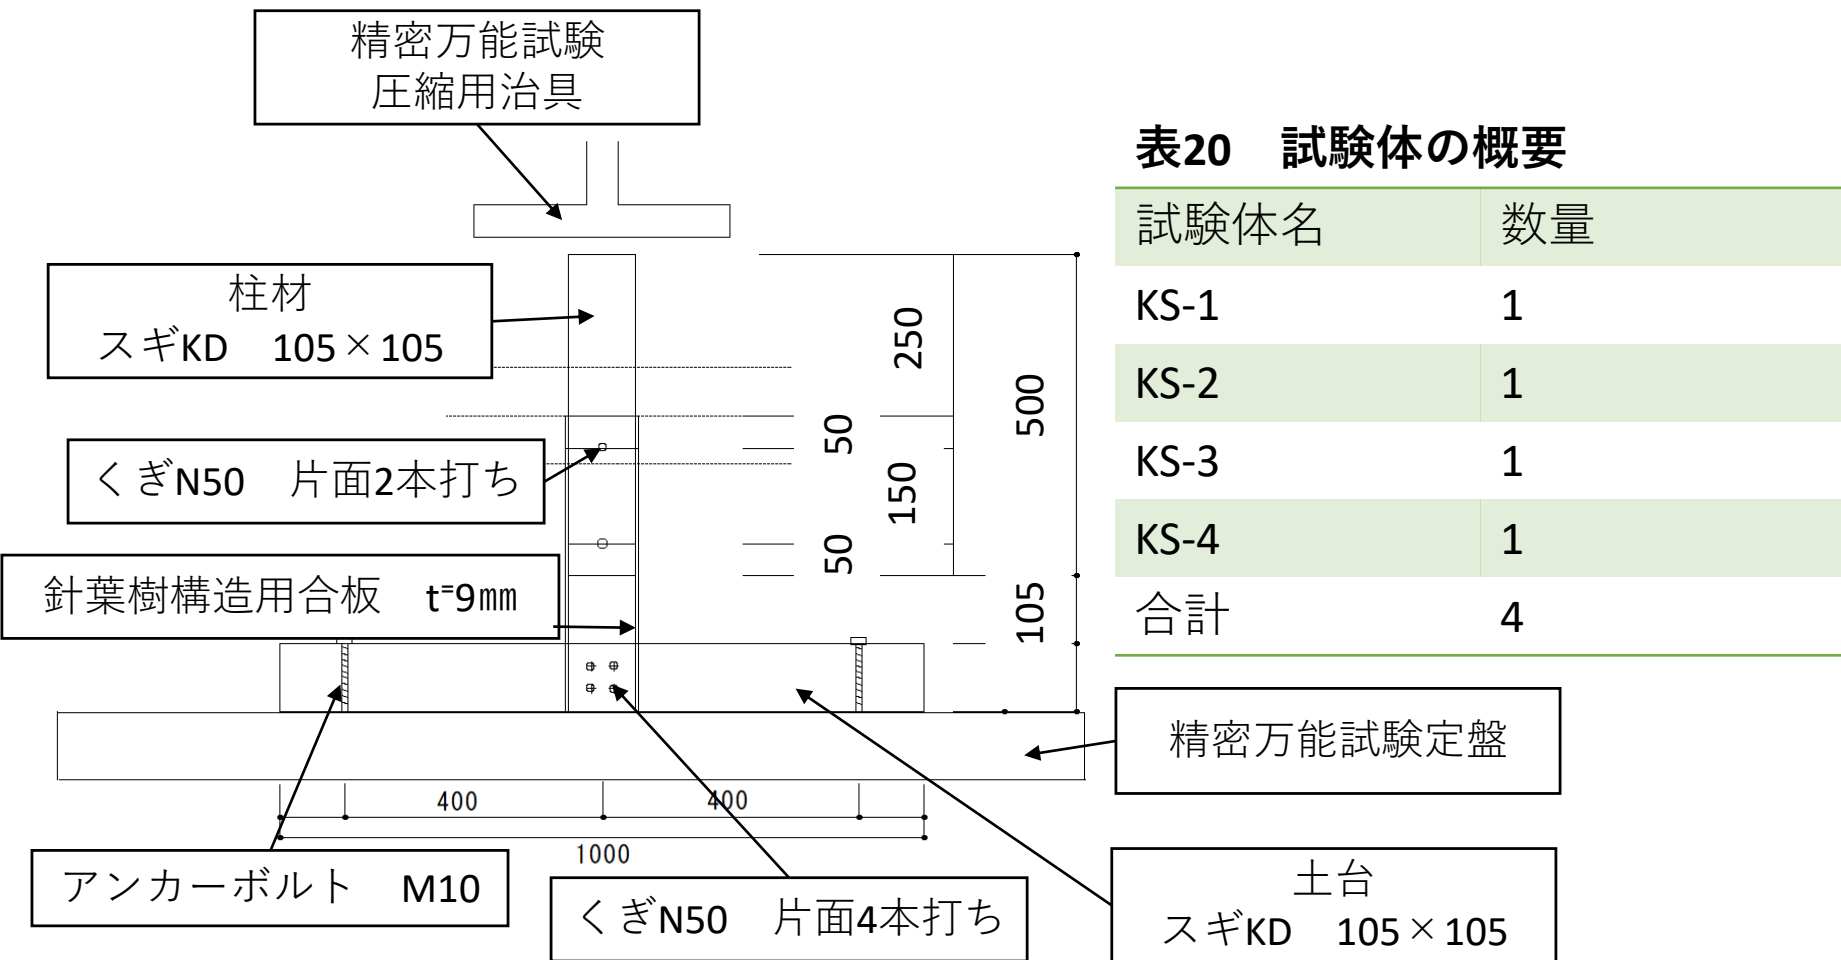 精密万能試験
圧縮用治具
柱材
スギKD　105×105
くぎN50　片面2本打ち
針葉樹構造用合板　t=9㎜
アンカーボルト　M10
くぎN50　片面4本打ち
250
50
150
50
500
105
400
400
1000
表20　試験体の概要
試験体名 数量
KS-1 1
KS-2 1
KS-3 1
KS-4 1
合計 4
精密万能試験定盤
土台
スギKD　105×105